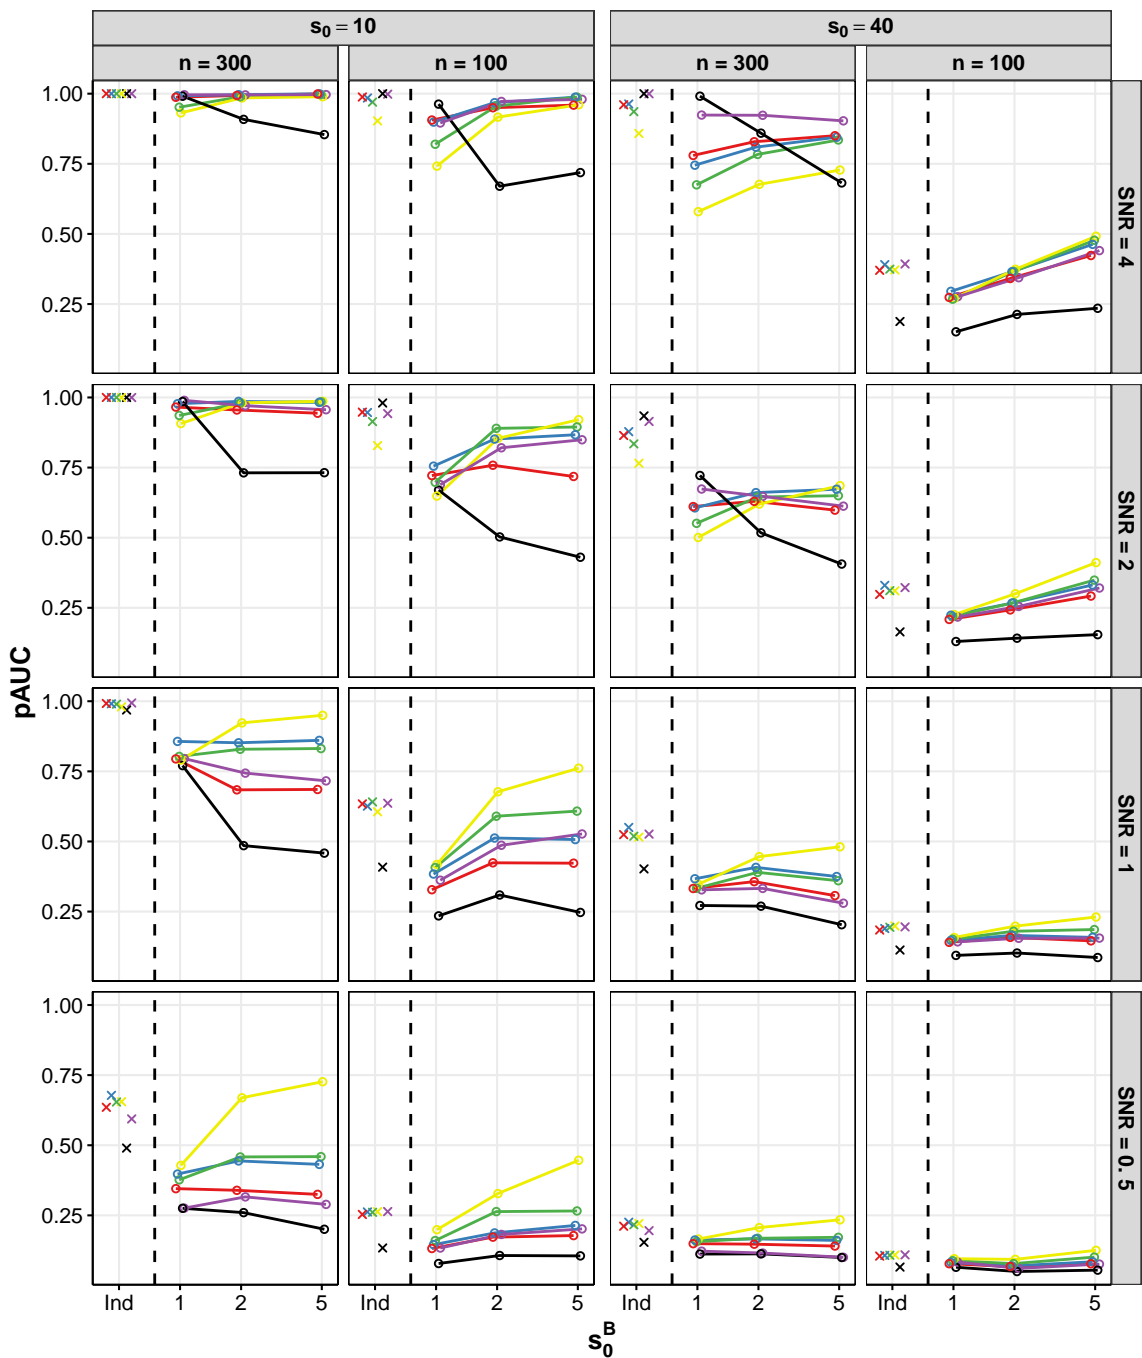 s₀ = 10 s₀ = 40
n = 300 n = 100 n = 300 n = 100
1.00
0.75
0.50
0.25
SNR = 4
1.00
0.75
0.50
0.25
SNR = 2
pAUC
1.00
0.75
0.50
0.25
SNR = 1
1.00
0.75
0.50
0.25
SNR = 0.5
Ind 1 2 5 Ind 1 2 5 Ind 1 2 5 Ind 1 2 5
s₀ᴮ